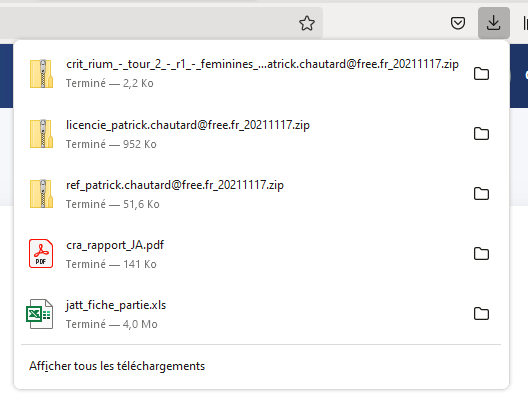 crit_rium_-_tour_2_-_r1_-_feminines_...atrick.chautard@free.fr_20211117.zip
Terminé — 2,2 Ko
licencie_patrick.chautard@free.fr_20211117.zip
Terminé — 952 Ko
ref_patrick.chautard@free.fr_20211117.zip
Terminé — 51,6 Ko
cra_rapport_JA.pdf
PDF
Terminé — 141 Ko
jatt_fiche_partie.xls
Terminé — 4,0 Mo
Afficher tous les téléchargements